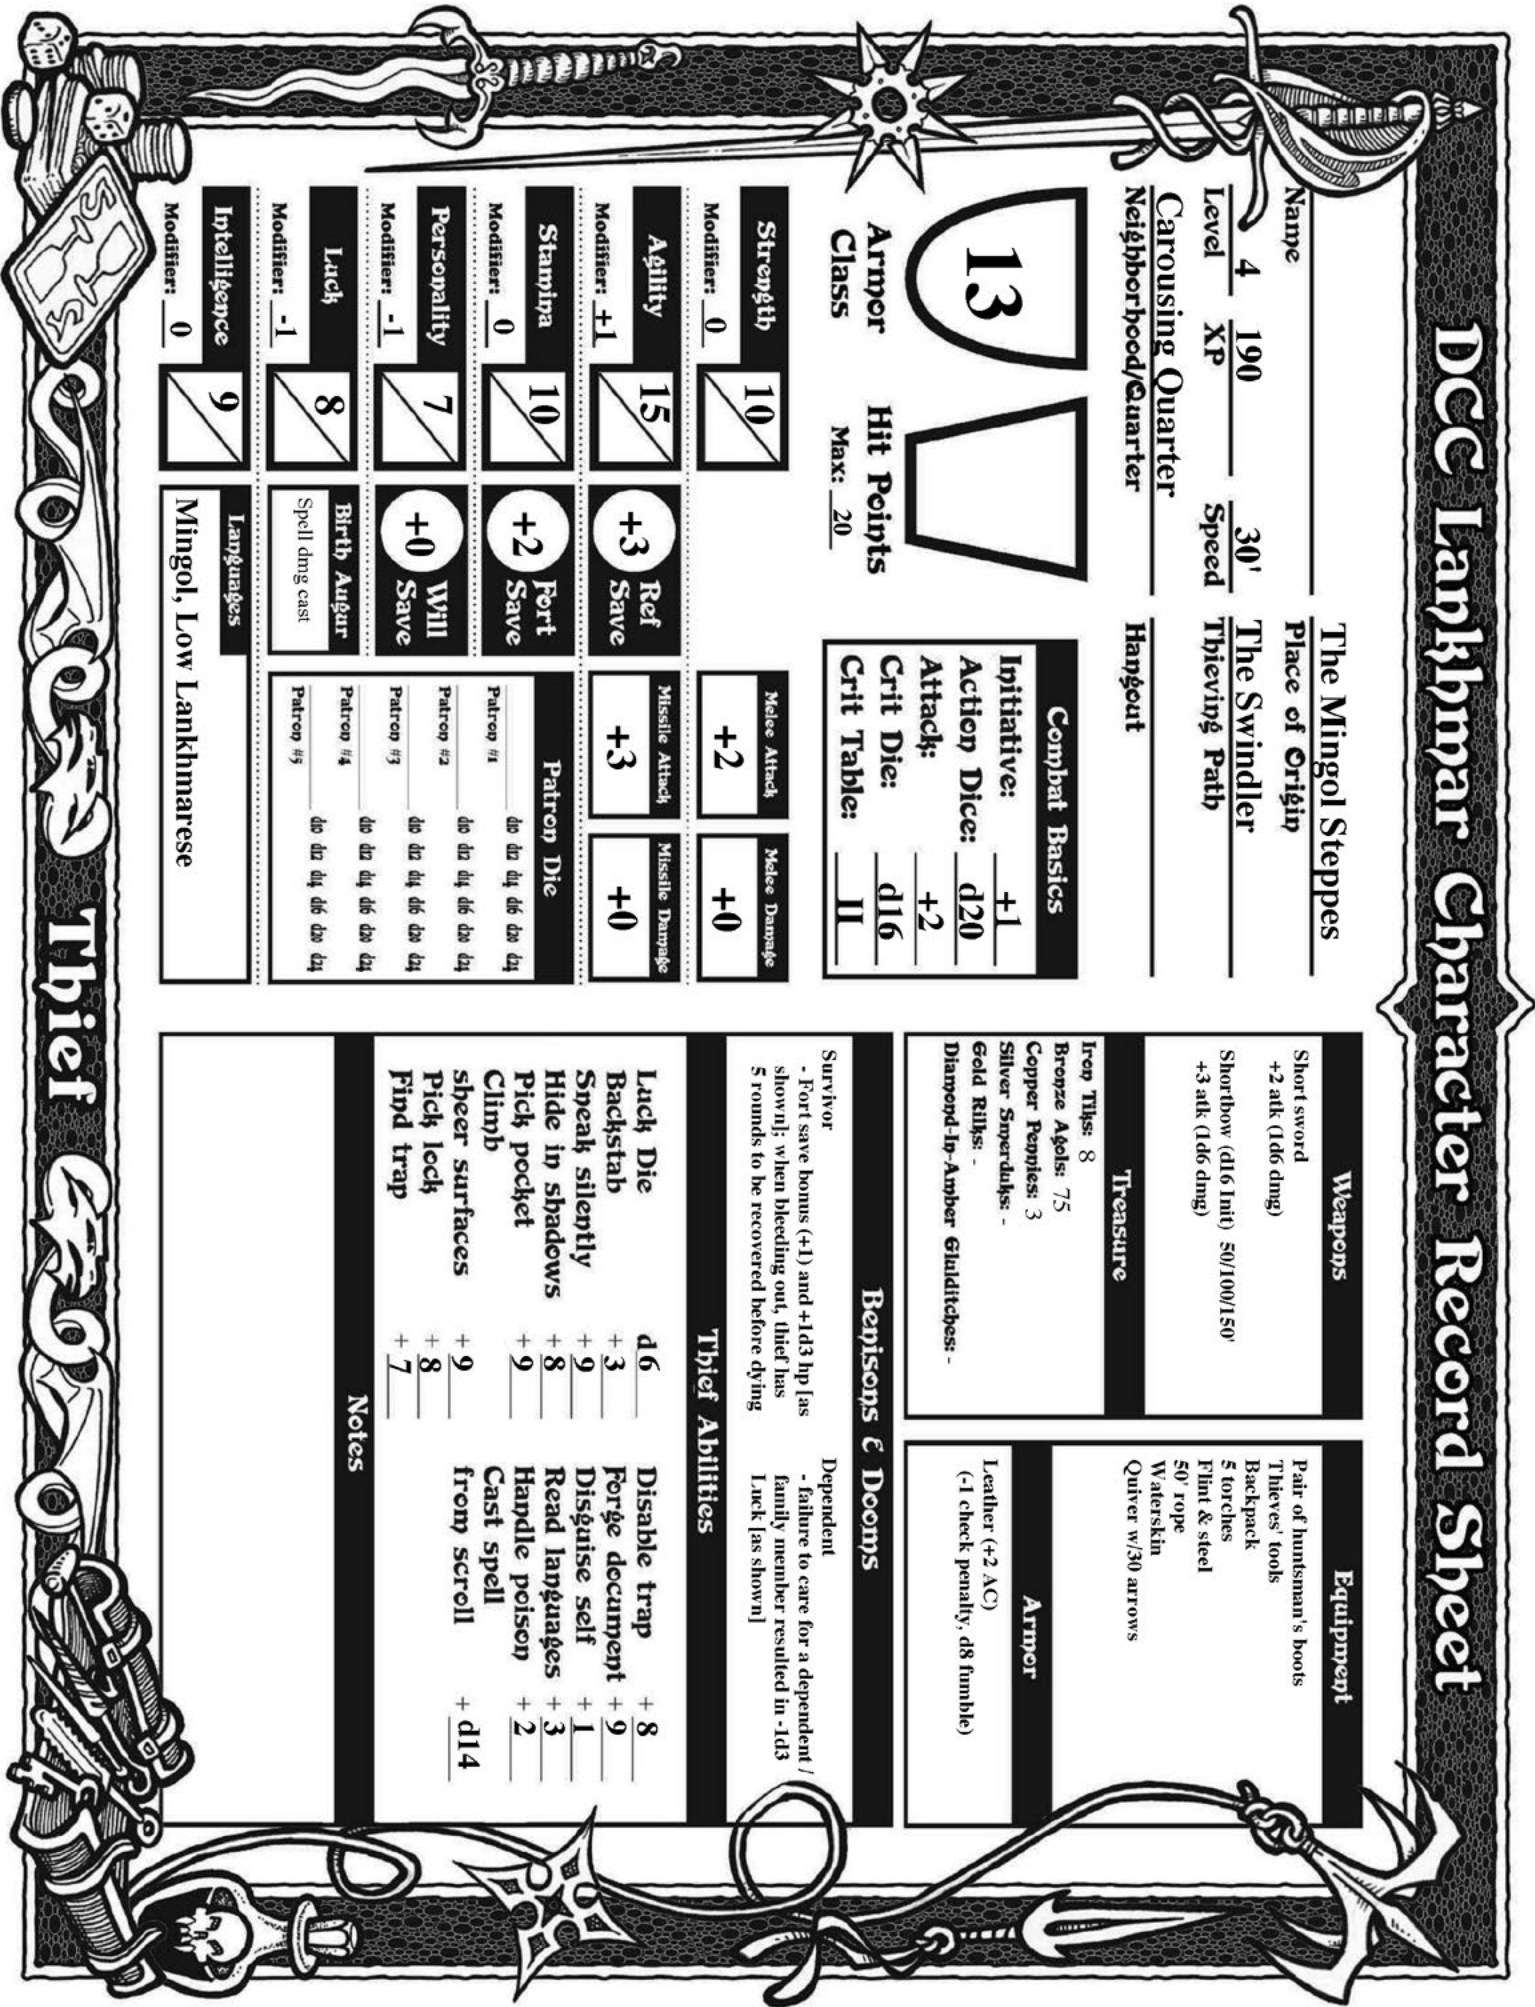 DCC Lankhmar Character Record Sheet
The Mingol Steppes
Name
Place of Origin
4 190 30' The Swindler
Level XP Speed Thieving Path
Carousing Quarter
Neighborhood/Quarter
Hangout
13
Armor
Class
Hit Points
Max: 20
Combat Basics
Initiative: +1
Action Dice: d20
Attack: +2
Crit Die: d16
Crit Table: II
Strength 10
Modifier: 0
Melee Attack
+2
Melee Damage
+0
Agility 15
Modifier: +1
+3 Ref
Save
Missile Attack
+3
Missile Damage
+0
Stamina 10
Modifier: 0
+2 Fort
Save
Personality 7
Modifier: -1
+0 Will
Save
Luck 8
Modifier: -1
Birth Augur
Spell dmg cast
Patron Die
d10 d12 d14 d16 d20 d24
Patron #1
d10 d12 d14 d16 d20 d24
Patron #2
d10 d12 d14 d16 d20 d24
Patron #3
d10 d12 d14 d16 d20 d24
Patron #4
d10 d12 d14 d16 d20 d24
Patron #5
Intelligence 9
Modifier: 0
Languages
Mingol, Low Lankhmarese
Weapons
Short sword
+2 atk (1d6 dmg)
Shortbow (d16 Init) 50/100/150'
+3 atk (1d6 dmg)
Treasure
Iron Tiks: 8
Bronze Agols: 75
Copper Pennies: 3
Silver Smerduks: -
Gold Rilks: -
Diamond-In-Amber Glulditches: -
Equipment
Pair of huntsman's boots
Thieves' tools
Backpack
5 torches
Flint & steel
50' rope
Waterskin
Quiver w/30 arrows
Armor
Leather (+2 AC)
(-1 check penalty, d8 fumble)
Benisons & Dooms
Survivor
- Fort save bonus (+1) and +1d3 hp [as
shown]; when bleeding out, thief has
5 rounds to be recovered before dying
Dependent
- failure to care for a dependent /
family member resulted in -1d3
Luck [as shown]
Thief Abilities
Luck Die d6
Backstab +3
Sneak silently +9
Hide in shadows +8
Pick pocket +9
Climb
sheer surfaces +9
Pick lock +8
Find trap +7
Disable trap +8
Forge document +9
Disguise self +1
Read languages +3
Handle poison +2
Cast spell
from scroll +d14
Notes
Thief